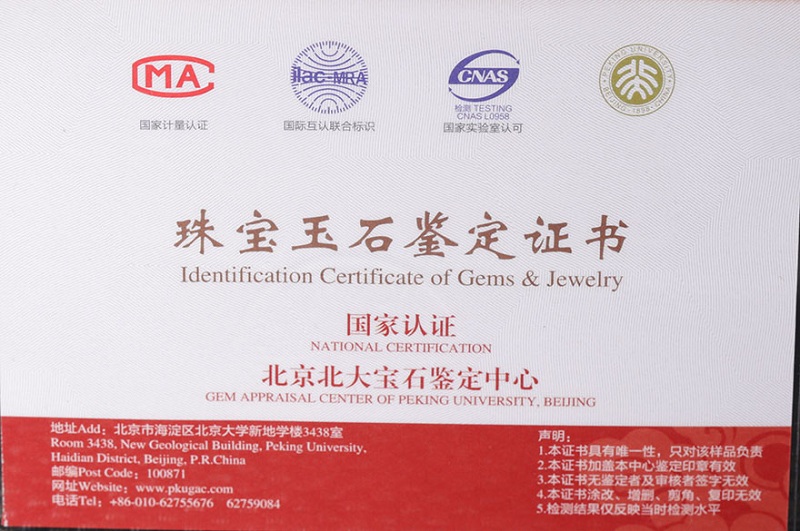 CMA
ilac-MRA
CNAS
检测 TESTING
CNAS L0958
PEKING UNIVERSITY
BEIJING · 1898 · CHINA
国家计量认证
国际互认联合标识
国家实验室认可
珠宝玉石鉴定证书
Identification Certificate of Gems & Jewelry
国家认证
NATIONAL CERTIFICATION
北京北大宝石鉴定中心
GEM APPRAISAL CENTER OF PEKING UNIVERSITY, BEIJING
地址Add：北京市海淀区北京大学新地学楼3438室
Room 3438, New Geological Building, Peking University,
Haidian District, Beijing, P.R.China
邮编Post Code：100871
网址Website：www.pkugac.com
电话Tel：+86-010-62755676 62759084
声明：
1.本证书具有唯一性，只对该样品负责
2.本证书加盖本中心鉴定印章有效
3.本证书无鉴定者及审核者签字无效
4.本证书涂改、增删、剪角、复印无效
5.检测结果仅反映当时检测水平